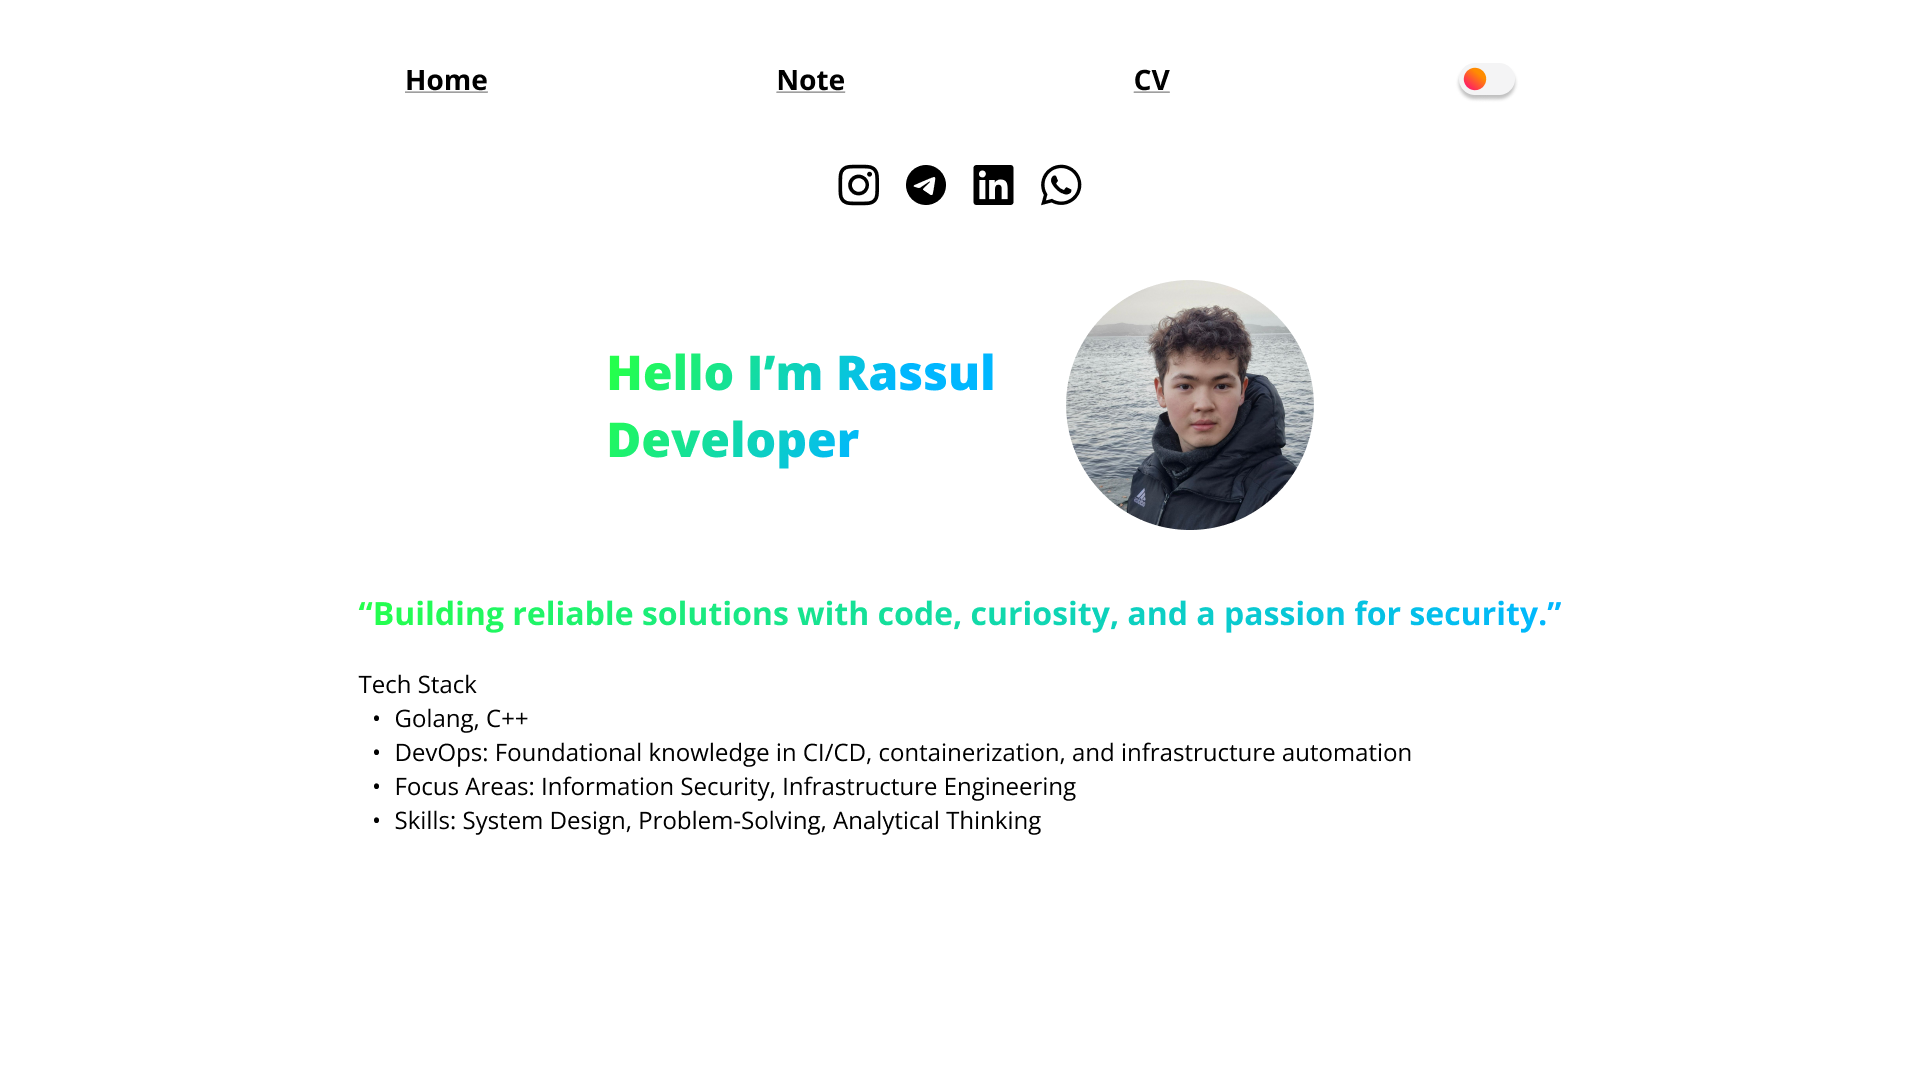 Home Note CV
Hello I’m Rassul
Developer
“Building reliable solutions with code, curiosity, and a passion for security.”
Tech Stack
• Golang, C++
• DevOps: Foundational knowledge in CI/CD, containerization, and infrastructure automation
• Focus Areas: Information Security, Infrastructure Engineering
• Skills: System Design, Problem-Solving, Analytical Thinking